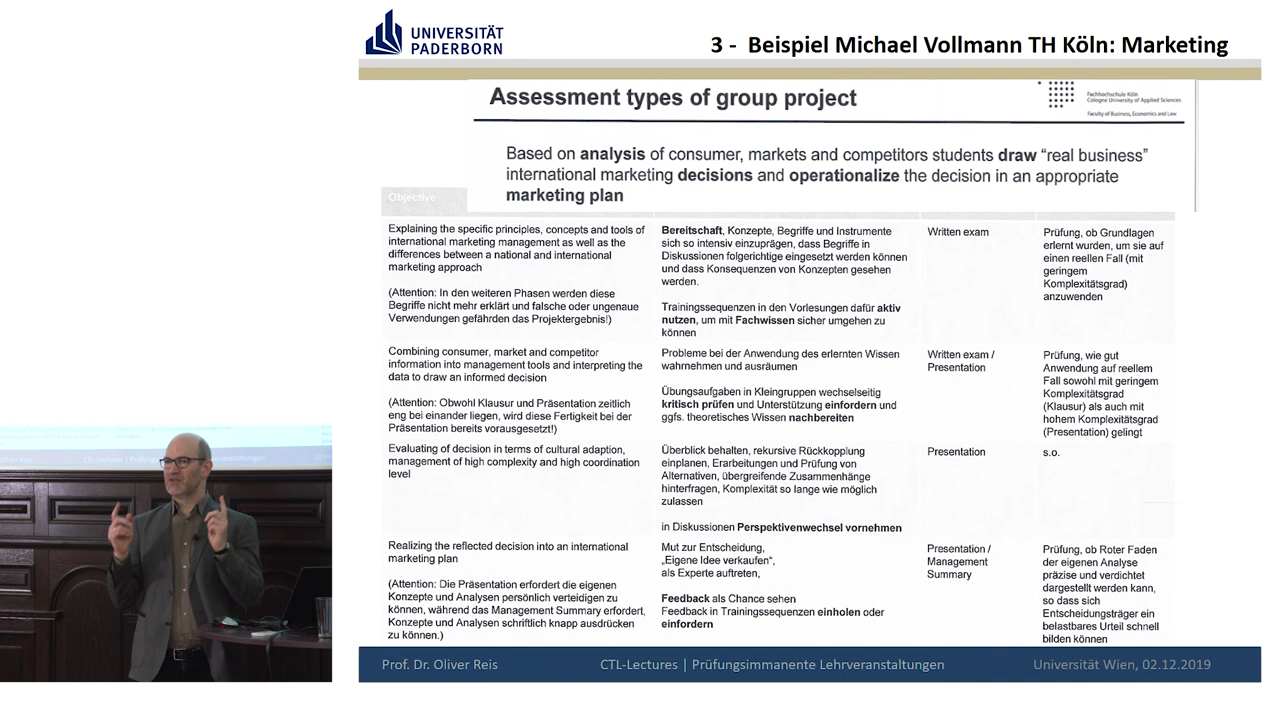 UNIVERSITÄT
PADERBORN
3 - Beispiel Michael Vollmann TH Köln: Marketing
Assessment types of group project
Fachhochschule Köln
Cologne University of Applied Sciences
Faculty of Business, Economics and Law
Based on analysis of consumer, markets and competitors students draw “real business”
international marketing decisions and operationalize the decision in an appropriate
marketing plan
Objective
Explaining the specific principles, concepts and tools of
international marketing management as well as the
differences between a national and international
marketing approach
(Attention: In den weiteren Phasen werden diese
Begriffe nicht mehr erklärt und falsche oder ungenaue
Verwendungen gefährden das Projektergebnis!)
Bereitschaft, Konzepte, Begriffe und Instrumente
sich so intensiv einzuprägen, dass Begriffe in
Diskussionen folgerichtige eingesetzt werden können
und dass Konsequenzen von Konzepten gesehen
werden.
Trainingssequenzen in den Vorlesungen dafür aktiv
nutzen, um mit Fachwissen sicher umgehen zu
können
Written exam
Prüfung, ob Grundlagen
erlernt wurden, um sie auf
einen reellen Fall (mit
geringem
Komplexitätsgrad)
anzuwenden
Combining consumer, market and competitor
information into management tools and interpreting the
data to draw an informed decision
(Attention: Obwohl Klausur und Präsentation zeitlich
eng bei einander liegen, wird diese Fertigkeit bei der
Präsentation bereits vorausgesetzt!)
Probleme bei der Anwendung des erlernten Wissen
wahrnehmen und ausräumen
Übungsaufgaben in Kleingruppen wechselseitig
kritisch prüfen und Unterstützung einfordern und
ggfs. theoretisches Wissen nachbereiten
Written exam /
Presentation
Prüfung, wie gut
Anwendung auf reellem
Fall sowohl mit geringem
Komplexitätsgrad
(Klausur) als auch mit
hohem Komplexitätsgrad
(Presentation) gelingt
Evaluating of decision in terms of cultural adaption,
management of high complexity and high coordination
level
Überblick behalten, rekursive Rückkopplung
einplanen, Erarbeitungen und Prüfung von
Alternativen, übergreifende Zusammenhänge
hinterfragen, Komplexität so lange wie möglich
zulassen
in Diskussionen Perspektivenwechsel vornehmen
Presentation
s.o.
Realizing the reflected decision into an international
marketing plan
(Attention: Die Präsentation erfordert die eigenen
Konzepte und Analysen persönlich verteidigen zu
können, während das Management Summary erfordert,
Konzepte und Analysen schriftlich knapp ausdrücken
zu können.)
Mut zur Entscheidung,
„Eigene Idee verkaufen“,
als Experte auftreten,
Feedback als Chance sehen
Feedback in Trainingssequenzen einholen oder
einfordern
Presentation /
Management
Summary
Prüfung, ob Roter Faden
der eigenen Analyse
präzise und verdichtet
dargestellt werden kann,
so dass sich
Entscheidungsträger ein
belastbares Urteil schnell
bilden können
Oliver Reis
CTL-Lectures | Prüfungsimmanente Lehrveranstaltungen
Prof. Dr. Oliver Reis
CTL-Lectures | Prüfungsimmanente Lehrveranstaltungen
Universität Wien, 02.12.2019